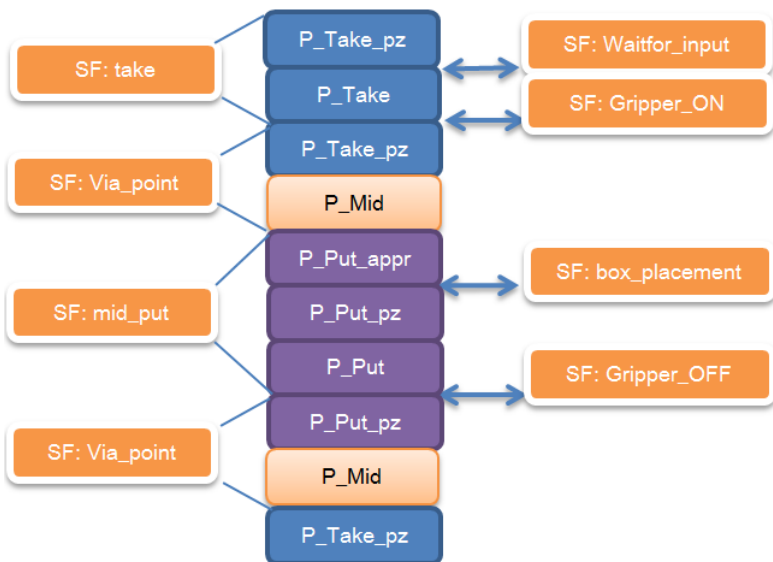 P_Take_pz
SF: Waitfor_input
SF: take
P_Take
SF: Gripper_ON
P_Take_pz
SF: Via_point
P_Mid
P_Put_appr
SF: box_placement
P_Put_pz
SF: mid_put
P_Put
SF: Gripper_OFF
P_Put_pz
SF: Via_point
P_Mid
P_Take_pz